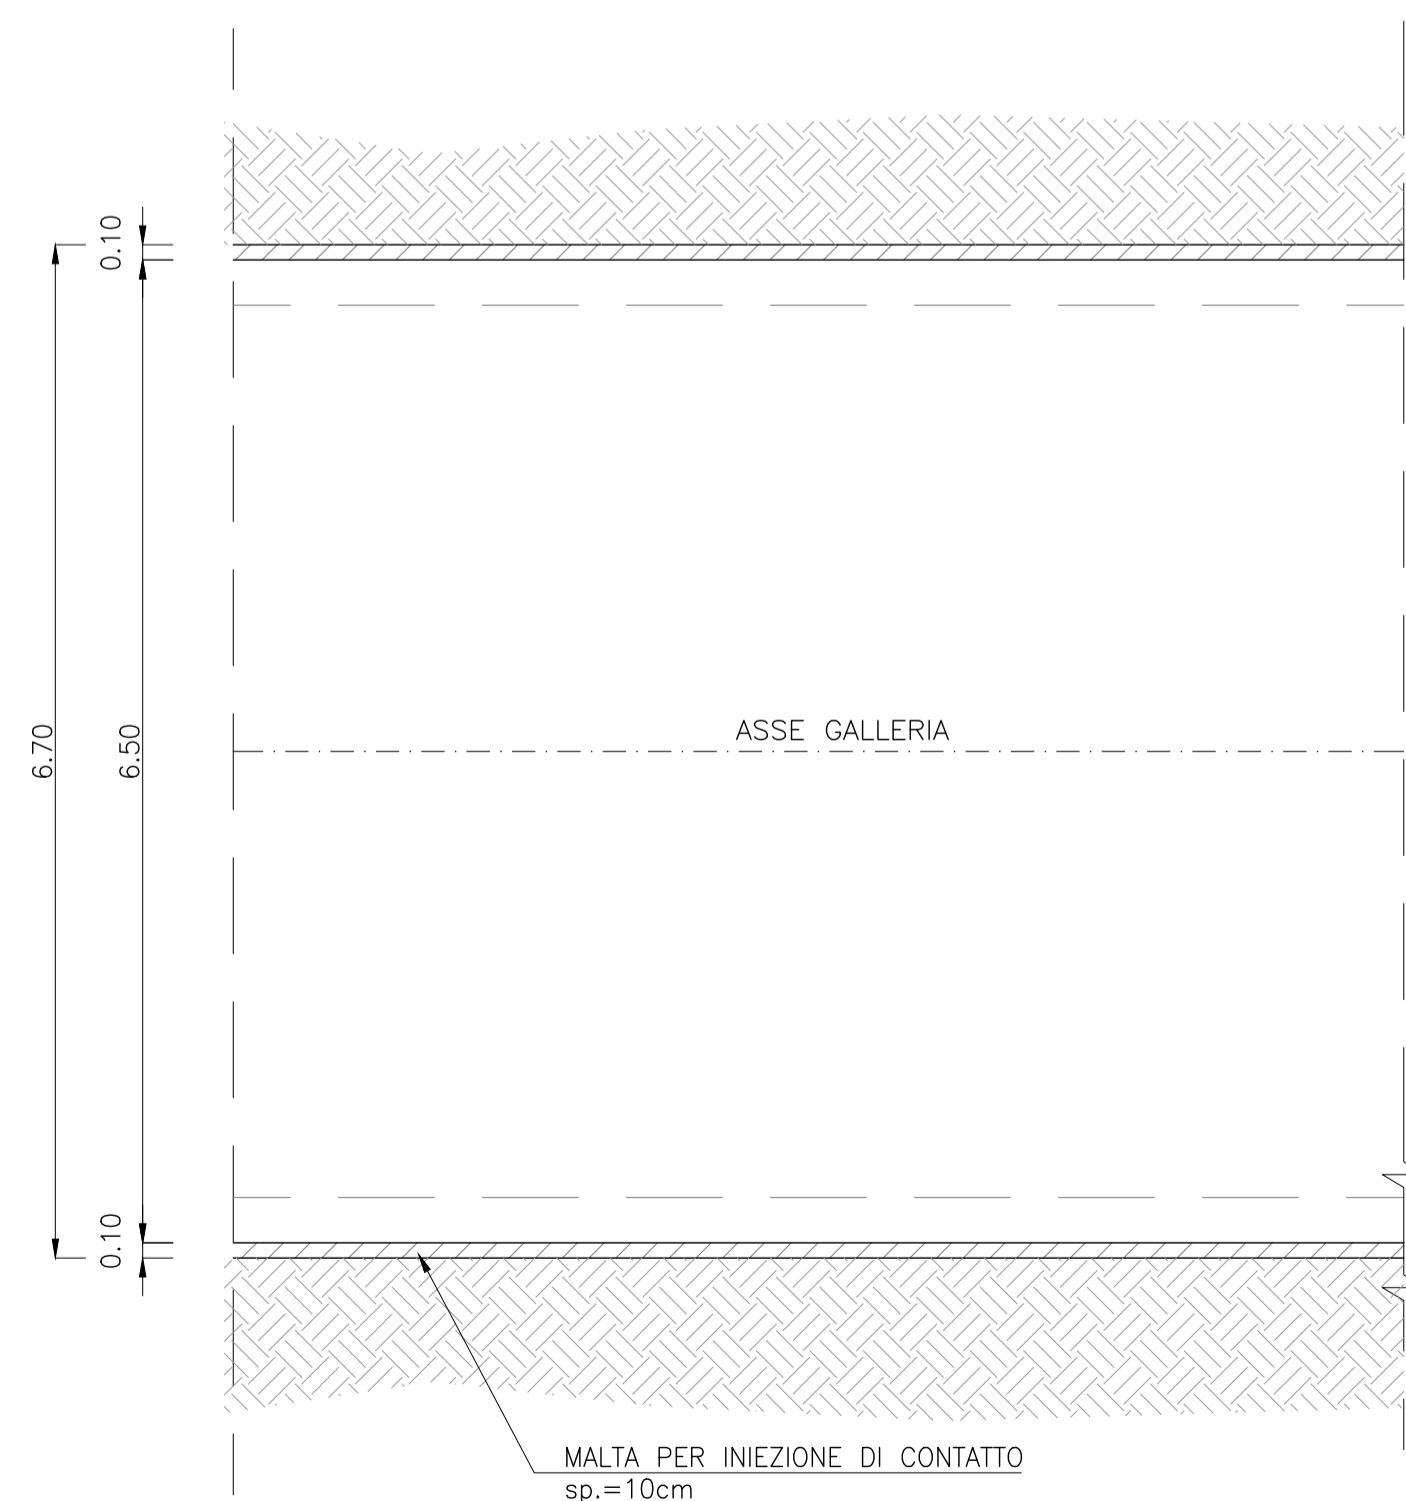 0.10
6.70
6.50
ASSE GALLERIA
0.10
MALTA PER INIEZIONE DI CONTATTO
sp.=10cm